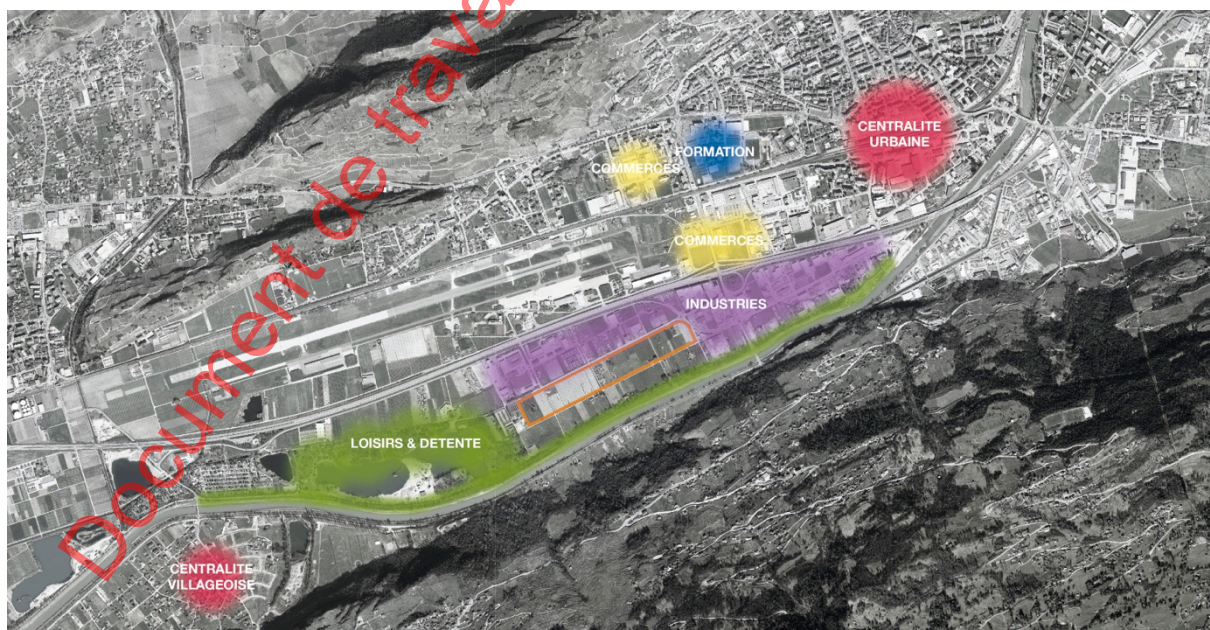 Document de trava
CENTRALITE
URBAINE
FORMATION
COMMERCES
COMMERCES
INDUSTRIES
LOISIRS & DETENTE
CENTRALITE
VILLAGEOISE